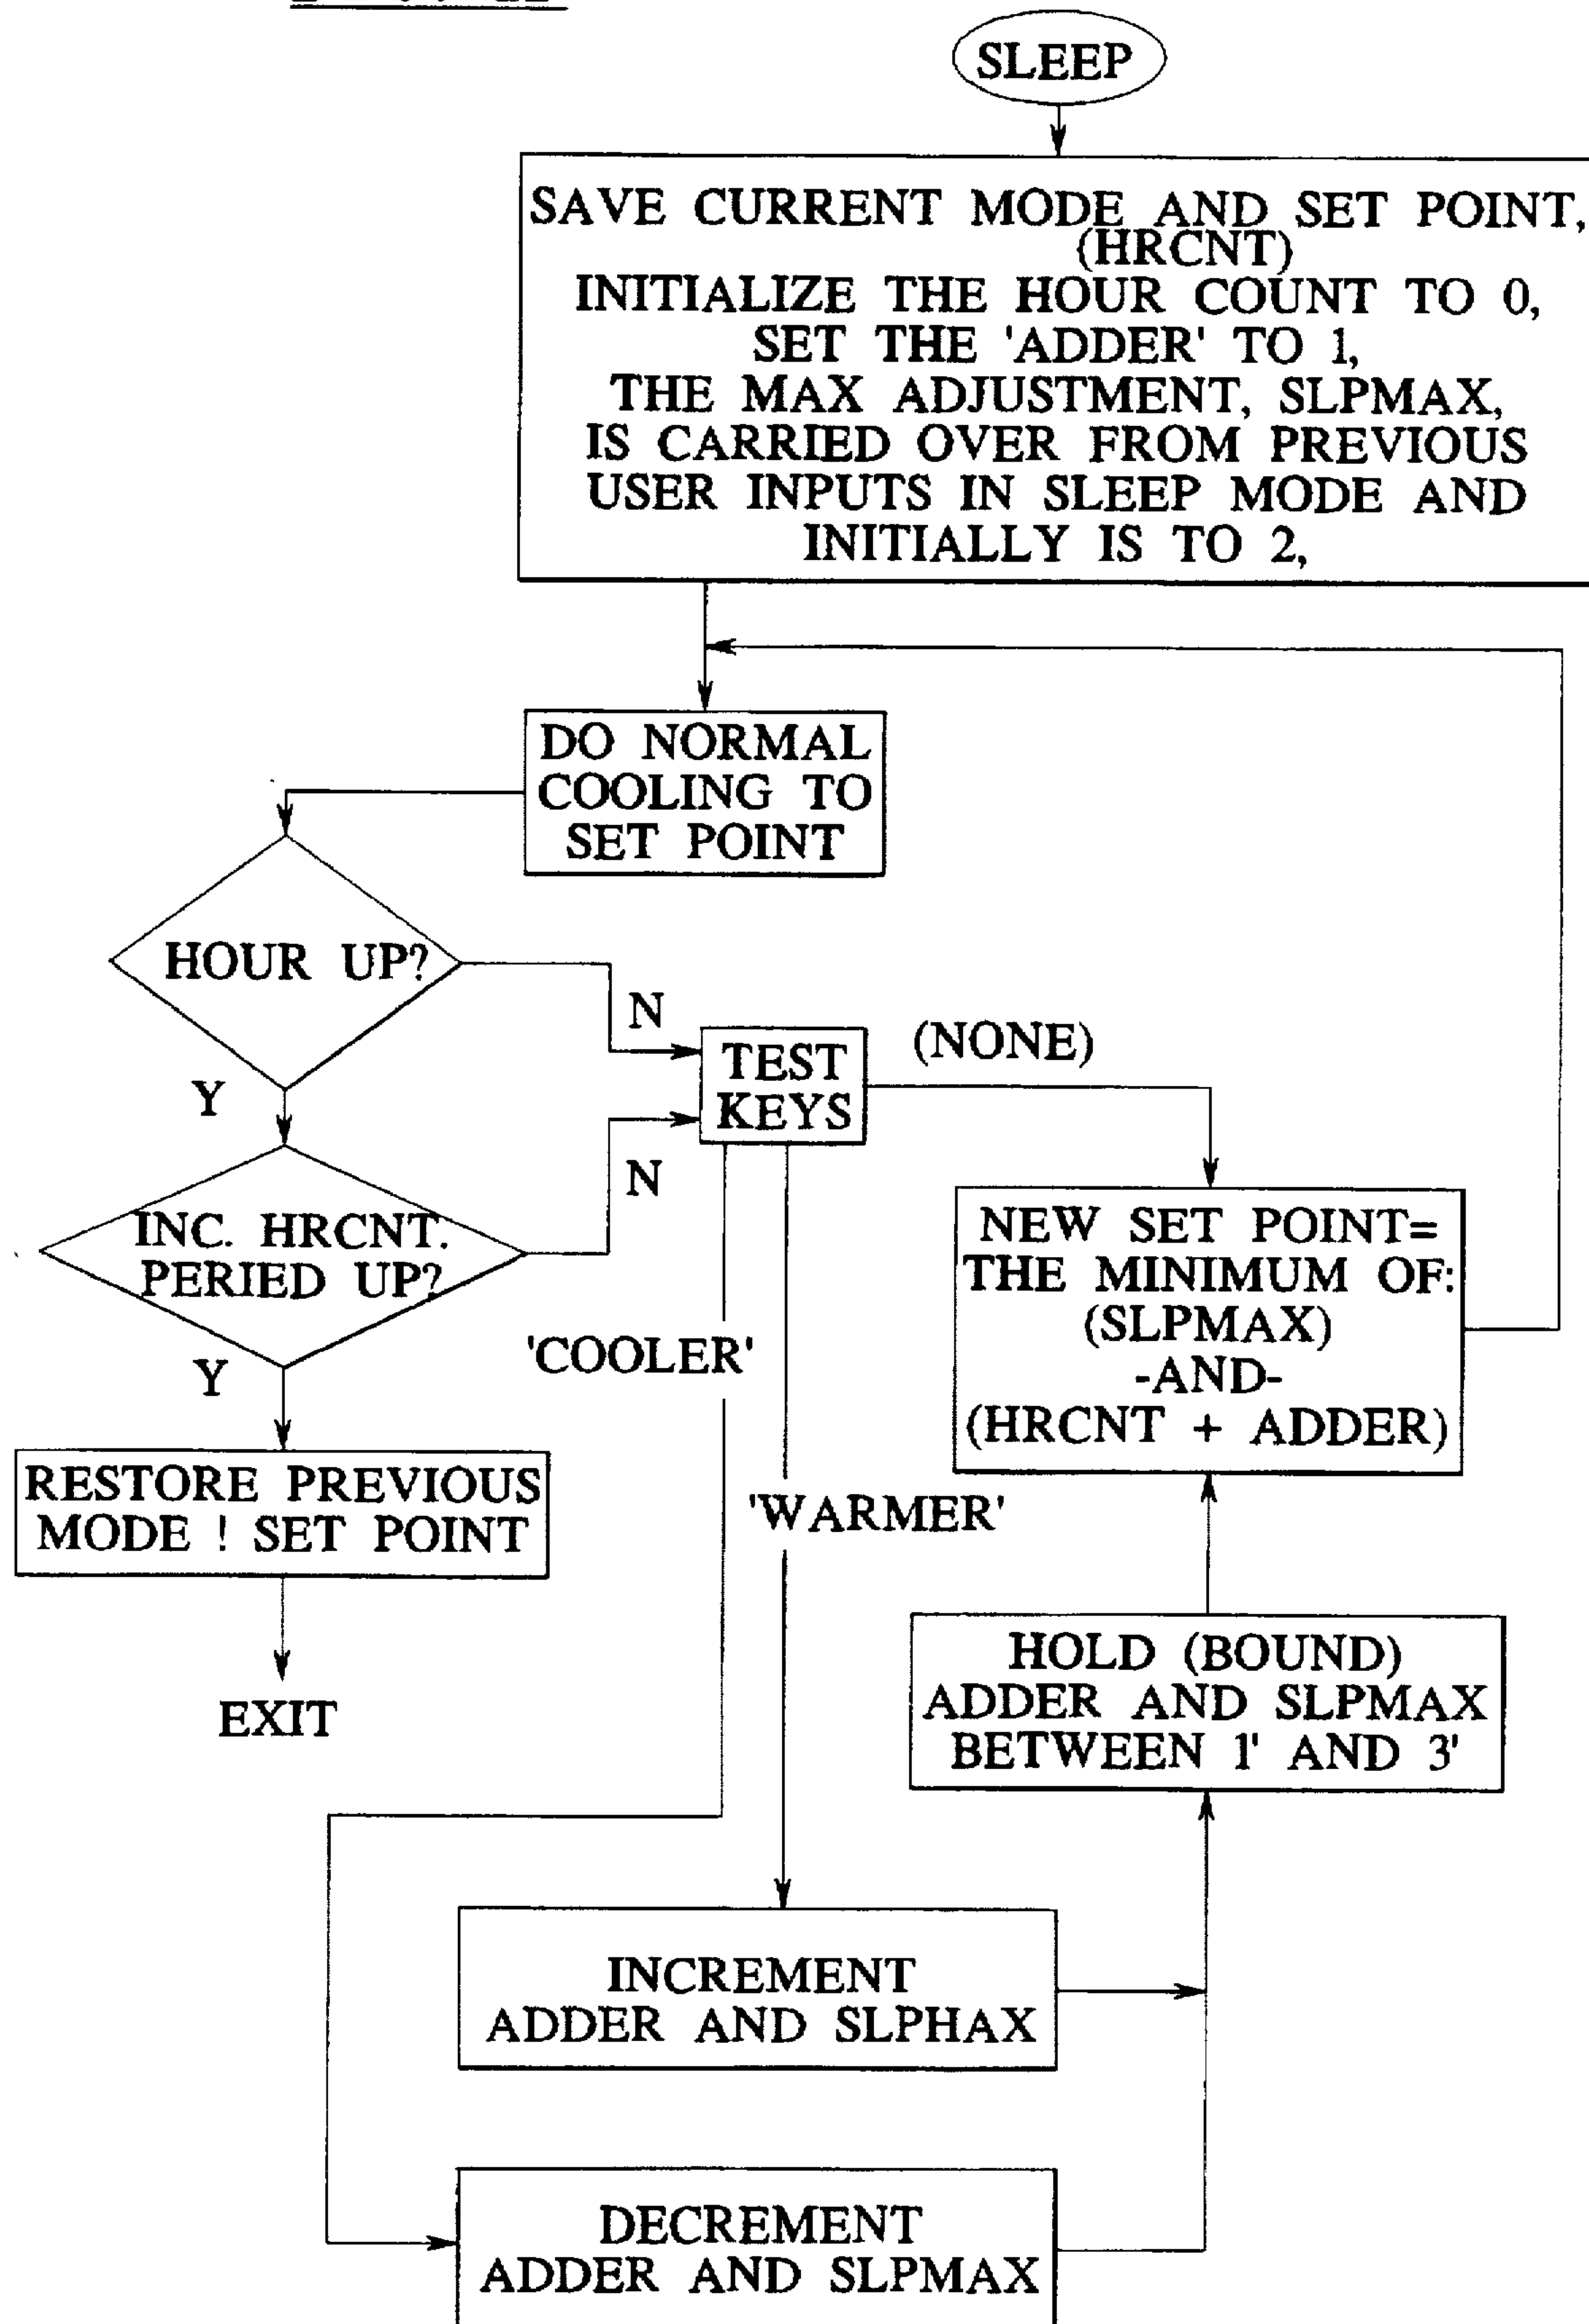 SLEEP
SAVE CURRENT MODE AND SET POINT,
(HRCNT)
INITIALIZE THE HOUR COUNT TO 0,
SET THE 'ADDER' TO 1,
THE MAX ADJUSTMENT, SLPMAX,
IS CARRIED OVER FROM PREVIOUS
USER INPUTS IN SLEEP MODE AND
INITIALLY IS TO 2,
DO NORMAL
COOLING TO
SET POINT
HOUR UP?
N
Y
TEST
KEYS
(NONE)
INC. HRCNT.
PERIED UP?
N
Y
'COOLER'
'WARMER'
NEW SET POINT=
THE MINIMUM OF:
(SLPMAX)
-AND-
(HRCNT + ADDER)
RESTORE PREVIOUS
MODE ! SET POINT
EXIT
HOLD (BOUND)
ADDER AND SLPMAX
BETWEEN 1' AND 3'
INCREMENT
ADDER AND SLPHAX
DECREMENT
ADDER AND SLPMAX